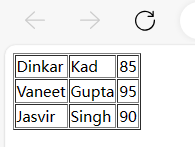 Dinkar Kad 85
Vaneet Gupta 95
Jasvir Singh 90